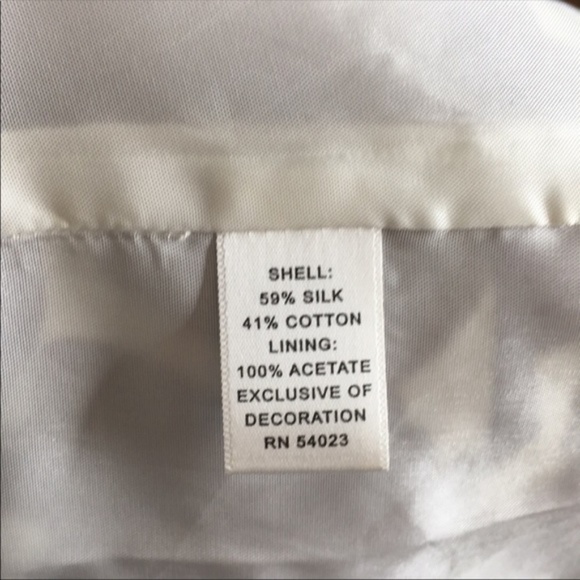 SHELL:
59% SILK
41% COTTON
LINING:
100% ACETATE
EXCLUSIVE OF
DECORATION
RN 54023